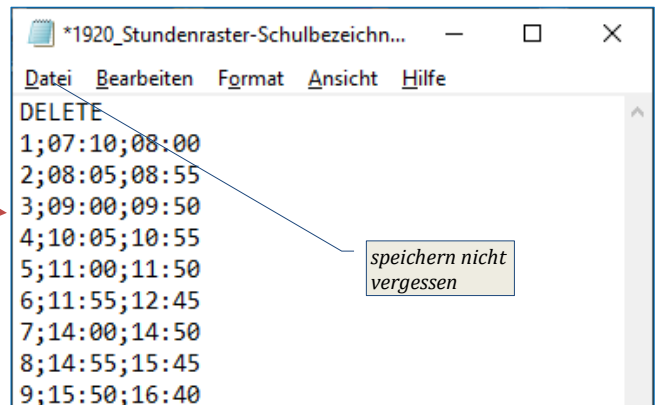 *1920_Stundenraster-Schulbezeichn...
Datei Bearbeiten Format Ansicht Hilfe
DELETE
1;07:10;08:00
2;08:05;08:55
3;09:00;09:50
4;10:05;10:55
5;11:00;11:50
6;11:55;12:45
7;14:00;14:50
8;14:55;15:45
9;15:50;16:40
speichern nicht
vergessen